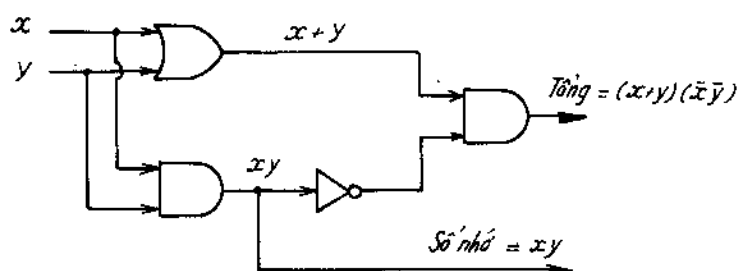 x
x + y
y
Tổng = (x+y)(x̄ȳ)
xy
Số nhớ = xy